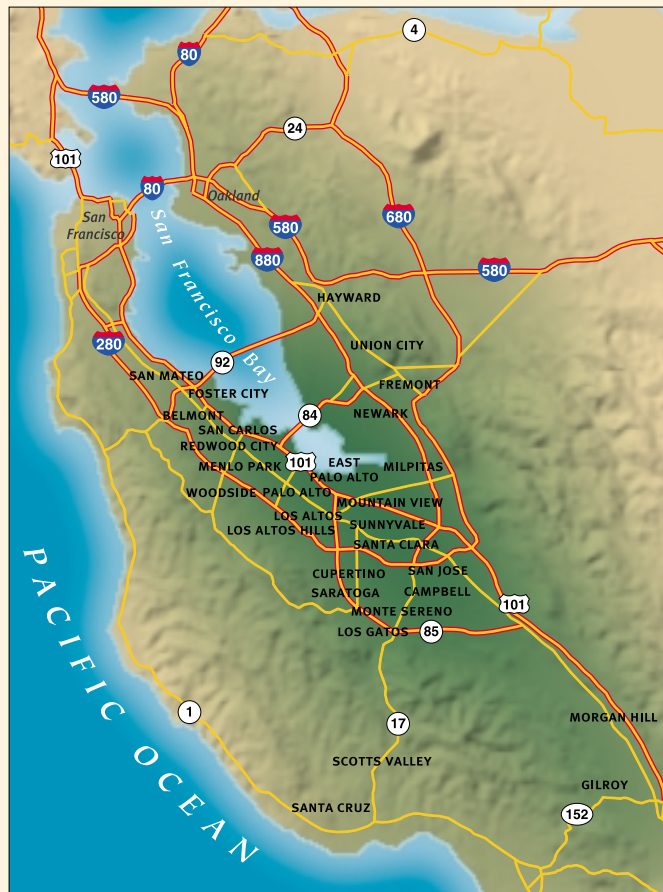 4
80
580
24
101
80
Oakland
San
Francisco
680
580
880
580
San Francisco Bay
HAYWARD
280
UNION CITY
92
SAN MATEO
FREMONT
FOSTER CITY
84
NEWARK
BELMONT
SAN CARLOS
REDWOOD CITY
101
MENLO PARK
EAST
PALO ALTO
MILPITAS
WOODSIDE
PALO ALTO
MOUNTAIN VIEW
LOS ALTOS
SUNNYVALE
LOS ALTOS HILLS
SANTA CLARA
CUPERTINO
SAN JOSE
SARATOGA
CAMPBELL
101
MONTE SERENO
LOS GATOS
85
PACIFIC OCEAN
1
17
MORGAN HILL
SCOTTS VALLEY
GILROY
SANTA CRUZ
152